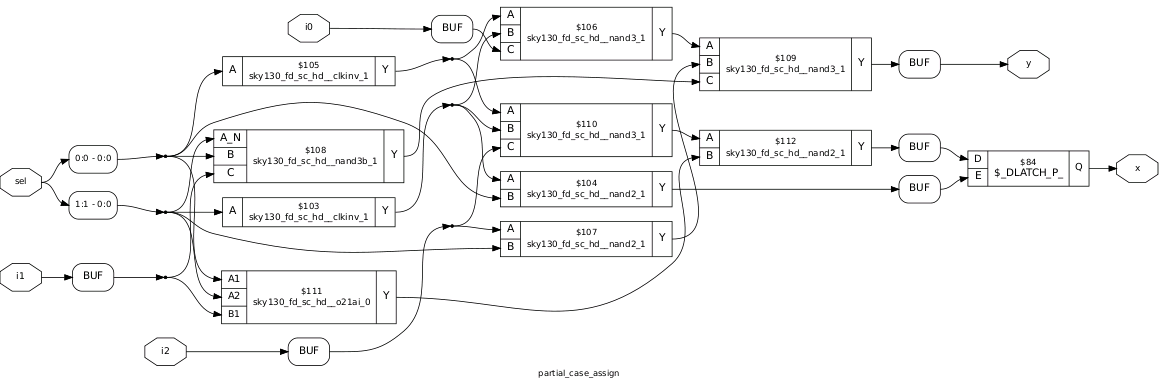 i0
BUF
A
B
C
$106
sky130_fd_sc_hd__nand3_1
Y
A
$105
sky130_fd_sc_hd__clkinv_1
Y
A
B
C
$109
sky130_fd_sc_hd__nand3_1
Y
BUF
y
sel
0:0 - 0:0
1:1 - 0:0
A_N
B
C
$108
sky130_fd_sc_hd__nand3b_1
Y
A
B
C
$110
sky130_fd_sc_hd__nand3_1
Y
A
B
$112
sky130_fd_sc_hd__nand2_1
Y
BUF
A
B
$104
sky130_fd_sc_hd__nand2_1
Y
BUF
D
E
$84
$_DLATCH_P_
Q
x
A
$103
sky130_fd_sc_hd__clkinv_1
Y
A
B
$107
sky130_fd_sc_hd__nand2_1
Y
i1
BUF
A1
A2
B1
$111
sky130_fd_sc_hd__o21ai_0
Y
i2
BUF
partial_case_assign